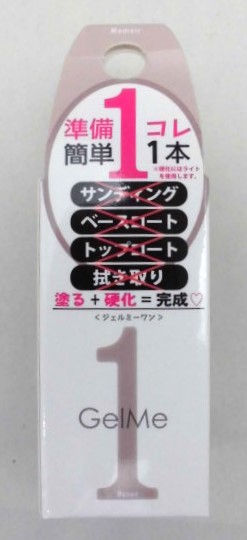 準備 1 コレ
簡単 1本
※硬化にはライト
を使用します。
サンディング
ベースコート
トップコート
拭き取り
塗る + 硬化 = 完成♡
<ジェルミーワン>
1
GelMe